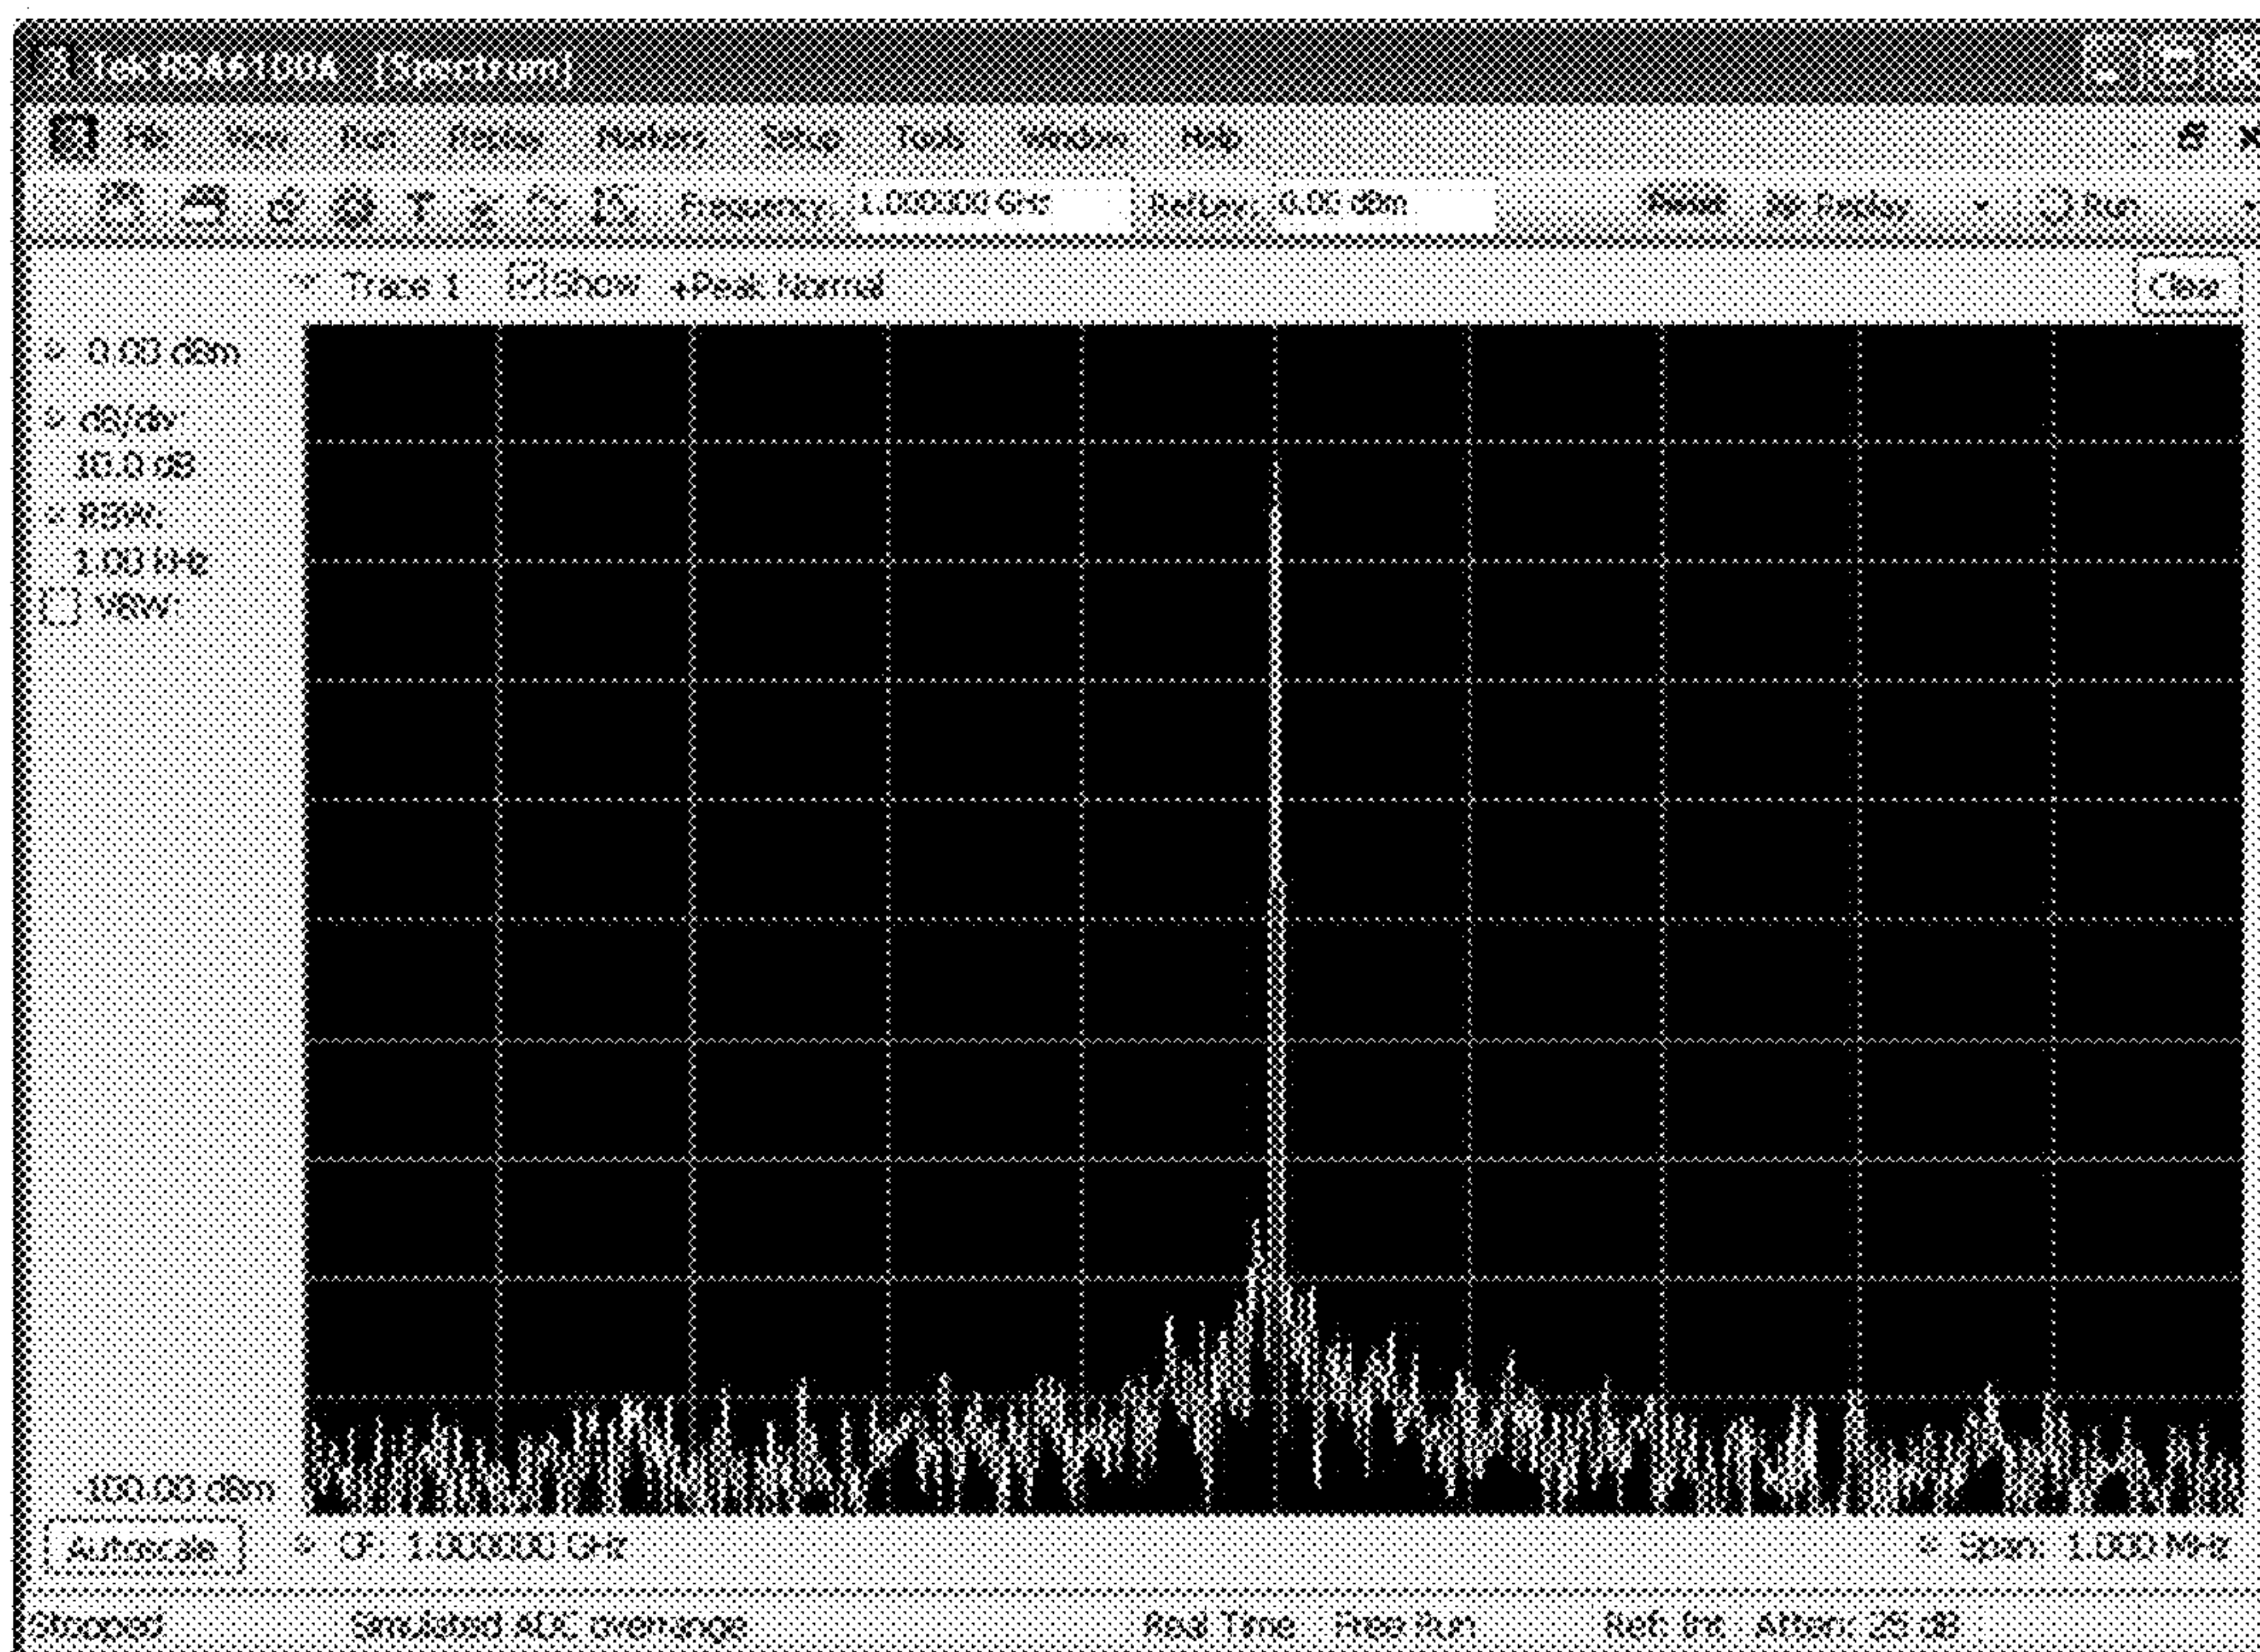 Tek RSA6100A - [Spectrum]
File View Run Replay Markers Setup Tools Window Help
Frequency: 1.000000 GHz RefLev: 0.00 dBm Preset Replay Run
Trace 1 Show +Peak Normal Clear
0.00 dBm
dB/div:
10.0 dB
RBW:
1.00 kHz
VBW:
-100.00 dBm
Autoscale CF: 1.000000 GHz Span: 1.000 MHz
Stopped Simulated ADC overrange Real Time Free Run Ref: Int Atten: 25 dB